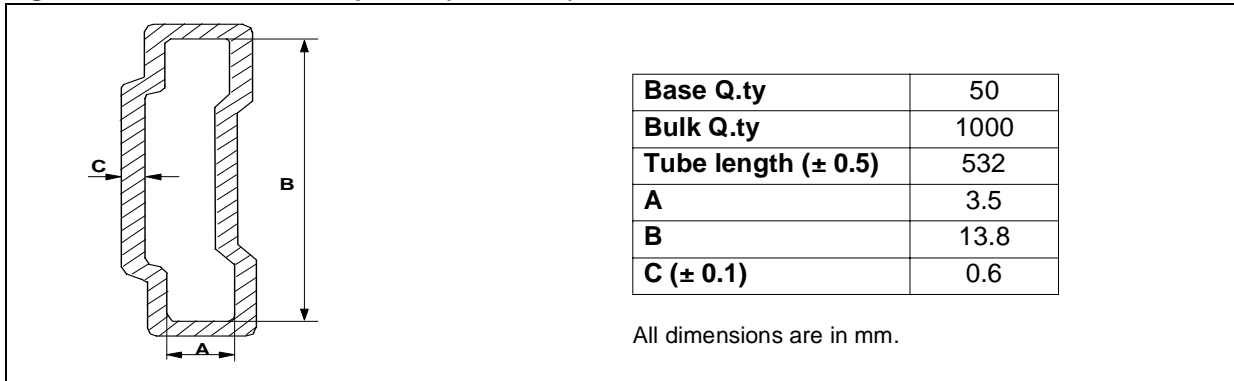 C
B
A
Base Q.ty 50
Bulk Q.ty 1000
Tube length (± 0.5) 532
A 3.5
B 13.8
C (± 0.1) 0.6
All dimensions are in mm.